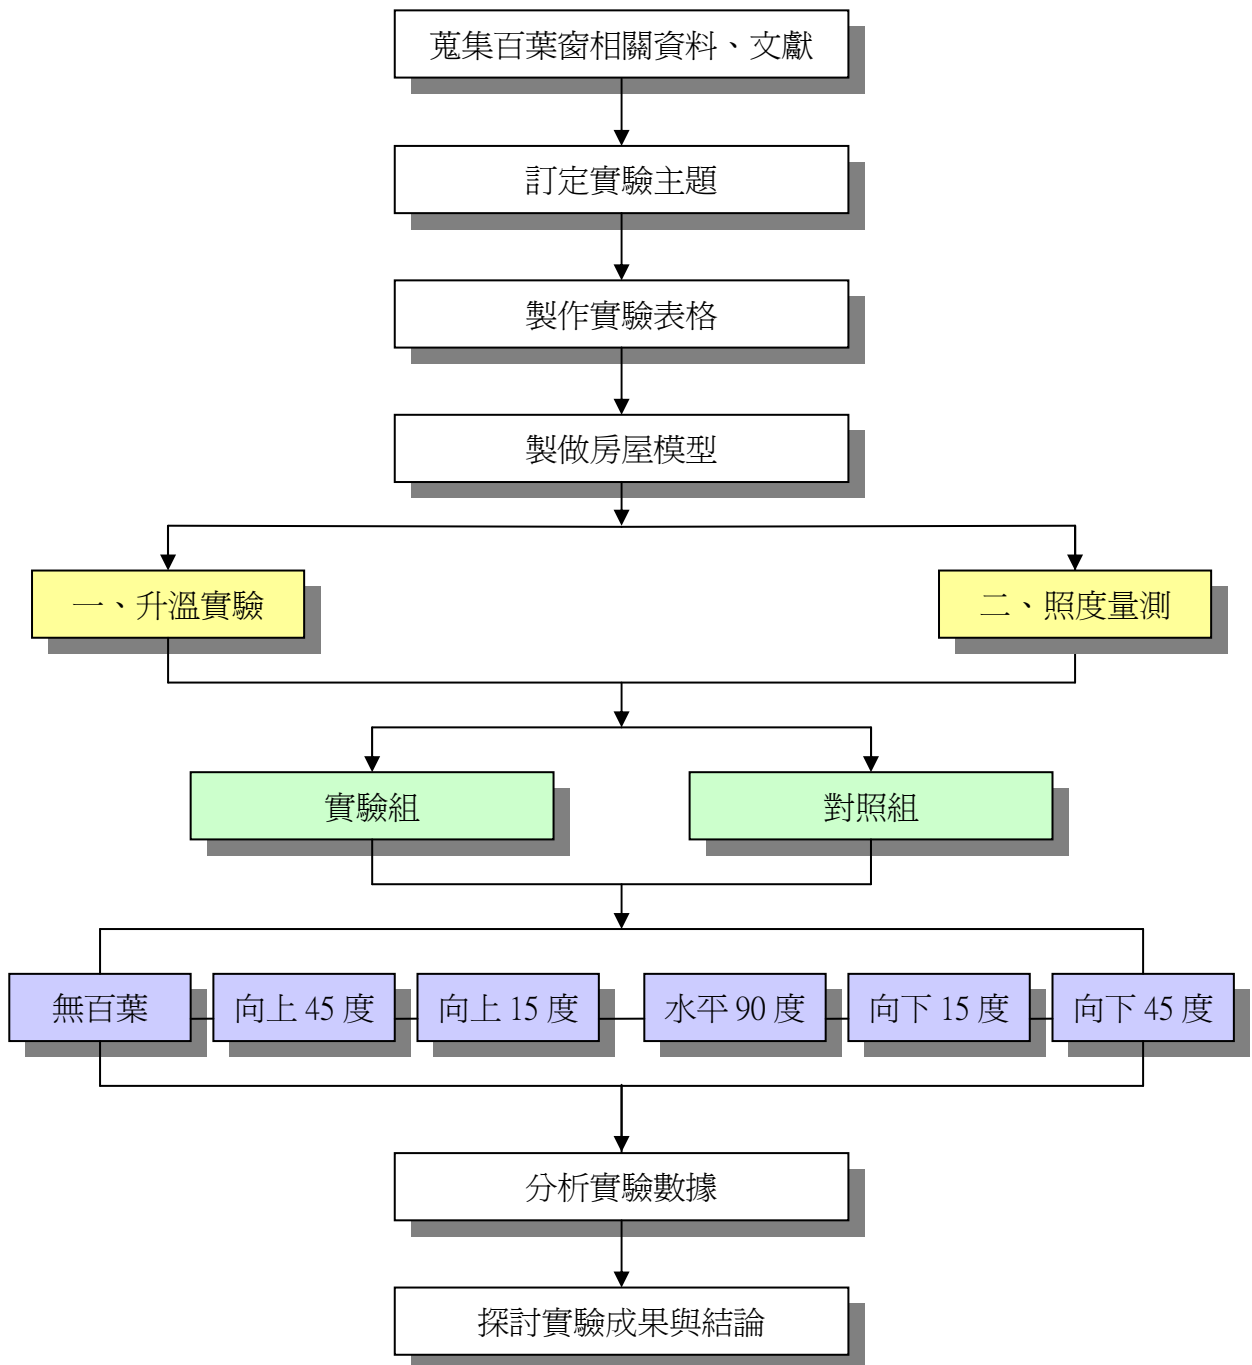 蒐集百葉窗相關資料、文獻
訂定實驗主題
製作實驗表格
製做房屋模型
一、升溫實驗
二、照度量測
實驗組
對照組
無百葉
向上 45 度
向上 15 度
水平 90 度
向下 15 度
向下 45 度
分析實驗數據
探討實驗成果與結論